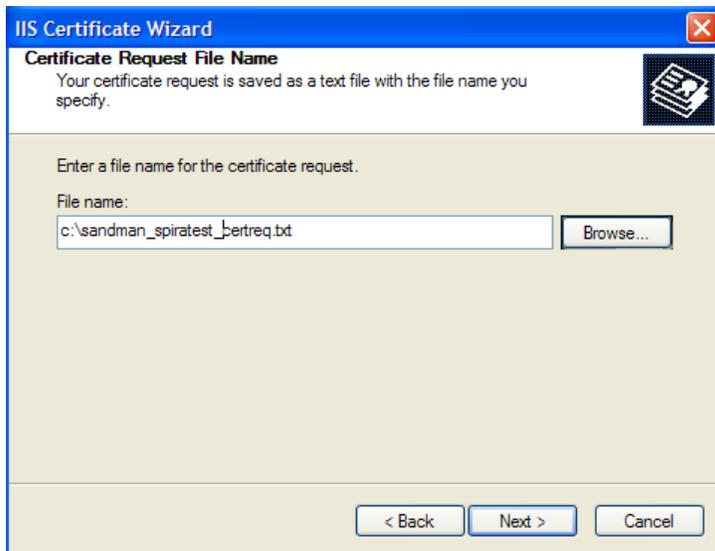 IIS Certificate Wizard
Certificate Request File Name
Your certificate request is saved as a text file with the file name you
specify.
Enter a file name for the certificate request.
File name:
c:\sandman_spiratest_certreq.txt
Browse...
< Back
Next >
Cancel